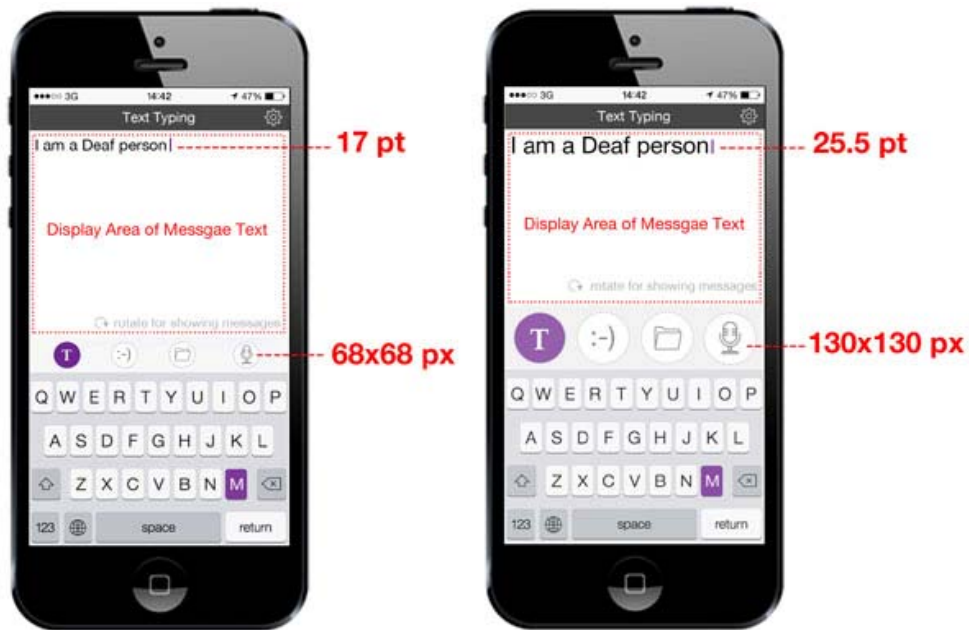 3G 14:42 47%
Text Typing
I am a Deaf person
17 pt
Display Area of Messgae Text
rotate for showing messages
T :-)
68x68 px
Q W E R T Y U I O P
A S D F G H J K L
Z X C V B N M
123 space return
3G 14:42 47%
Text Typing
I am a Deaf person
25.5 pt
Display Area of Messgae Text
rotate for showing messages
T :-)
130x130 px
Q W E R T Y U I O P
A S D F G H J K L
Z X C V B N M
123 space return